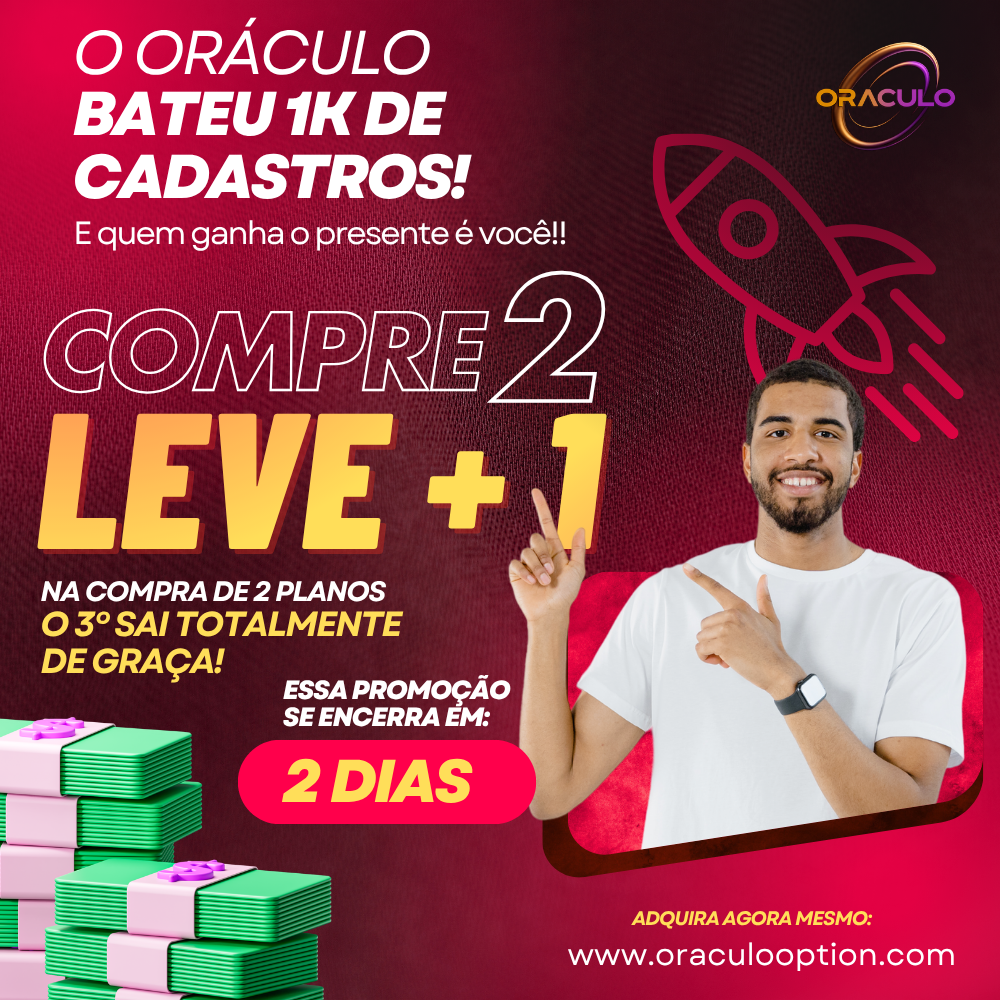 O ORÁCULO
BATEU 1K DE
CADASTROS!
E quem ganha o presente é você!!
ORACULO
COMPRE 2
LEVE + 1
NA COMPRA DE 2 PLANOS
O 3º SAI TOTALMENTE
DE GRAÇA!
ESSA PROMOÇÃO
SE ENCERRA EM:
2 DIAS
ADQUIRA AGORA MESMO:
www.oraculooption.com